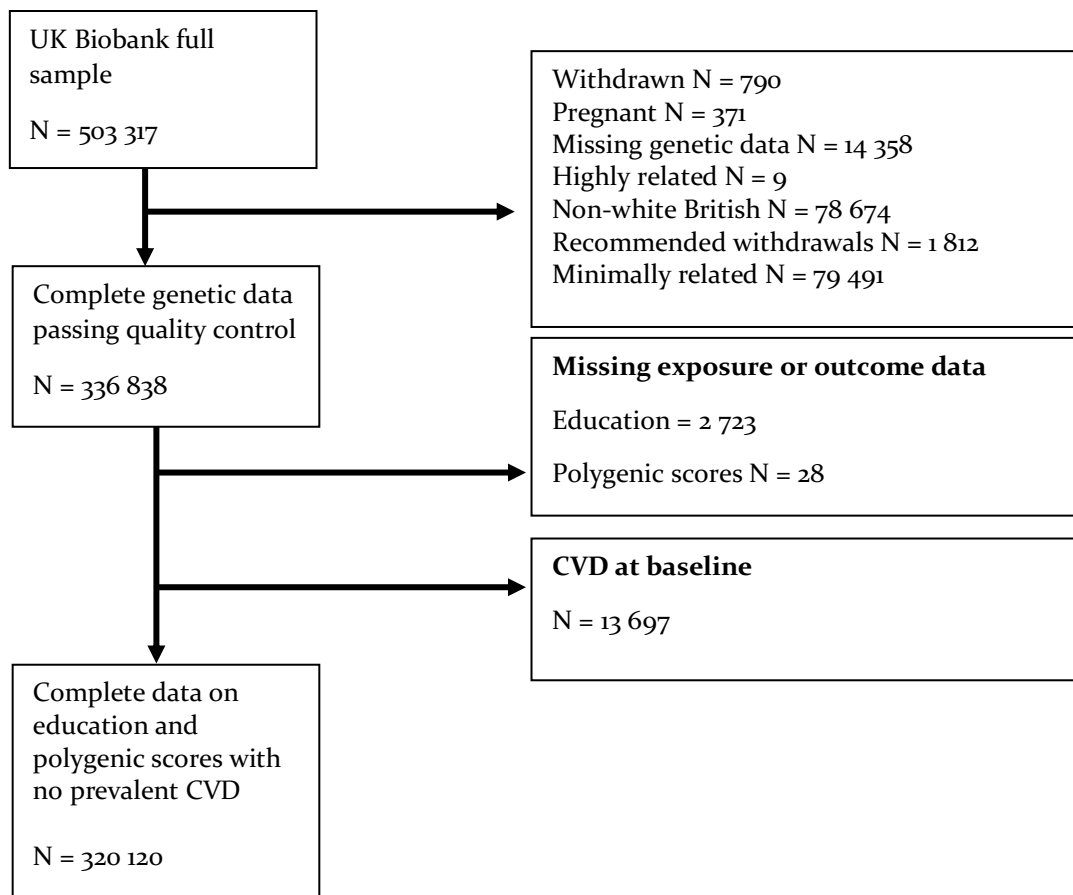 UK Biobank full
sample
N = 503 317
Withdrawn N = 790
Pregnant N = 371
Missing genetic data N = 14 358
Highly related N = 9
Non-white British N = 78 674
Recommended withdrawals N = 1 812
Minimally related N = 79 491
Complete genetic data
passing quality control
N = 336 838
Missing exposure or outcome data
Education = 2 723
Polygenic scores N = 28
CVD at baseline
N = 13 697
Complete data on
education and
polygenic scores with
no prevalent CVD
N = 320 120